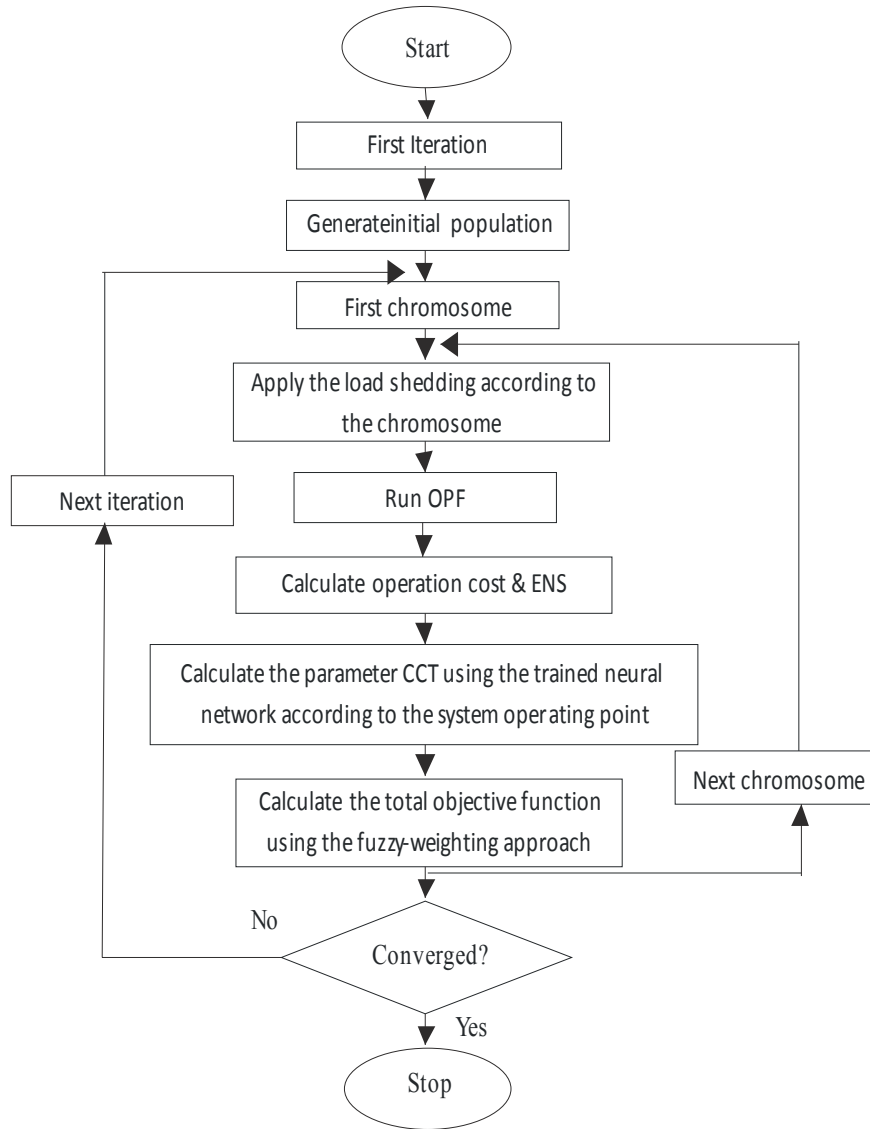 Start
First Iteration
Generateinitial population
First chromosome
Apply the load shedding according to
the chromosome
Next iteration
Run OPF
Calculate operation cost & ENS
Calculate the parameter CCT using the trained neural
network according to the system operating point
Next chromosome
Calculate the total objective function
using the fuzzy-weighting approach
No
Converged?
Yes
Stop